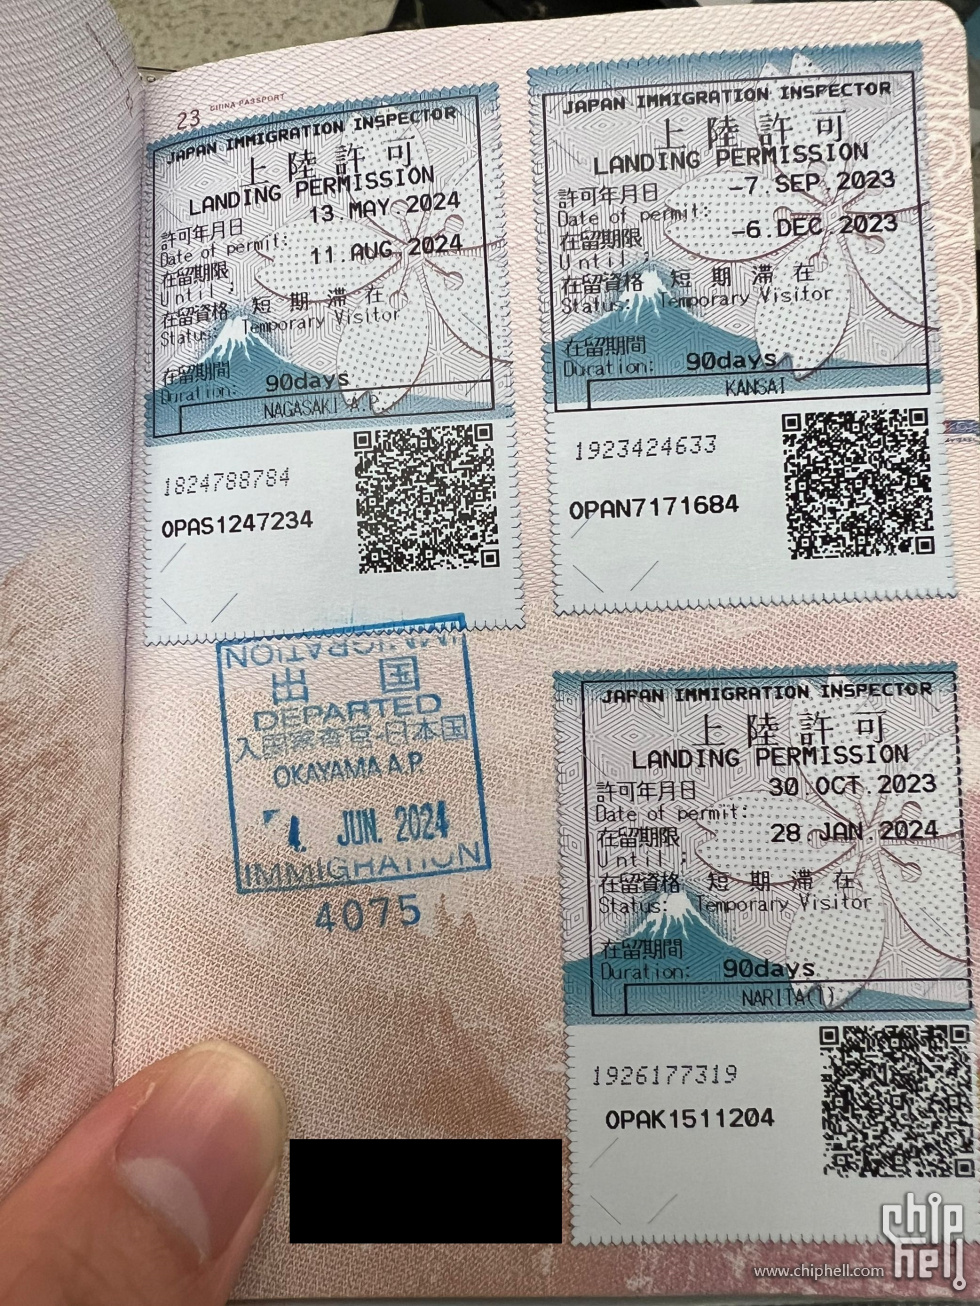 23 CHINA PASSPORT
JAPAN IMMIGRATION INSPECTOR
上陸許可
LANDING PERMISSION
許可年月日
Date of permit: 13.MAY.2024
在留期限
Until : 11.AUG.2024
在留資格 短期滞在
Status: Temporary Visitor
在留期間
Duration: 90days
NAGASAKI A.P
1824788784
0PAS1247234
JAPAN IMMIGRATION INSPECTOR
上陸許可
LANDING PERMISSION
許可年月日
Date of permit: -7.SEP.2023
在留期限
Until : -6.DEC.2023
在留資格 短期滞在
Status: Temporary Visitor
在留期間
Duration: 90days
KANSAI
1923424633
0PAN7171684
IMMIGRATION
出国
DEPARTED
入国審査官-日本国
OKAYAMA A.P.
JUN. 2024
IMMIGRATION
4075
JAPAN IMMIGRATION INSPECTOR
上陸許可
LANDING PERMISSION
許可年月日
Date of permit: 30.OCT.2023
在留期限
Until : 28.JAN.2024
在留資格 短期滞在
Status: Temporary Visitor
在留期間
Duration: 90days
NARITA(1)
1926177319
0PAK1511204
chip
hell
www.chiphell.com